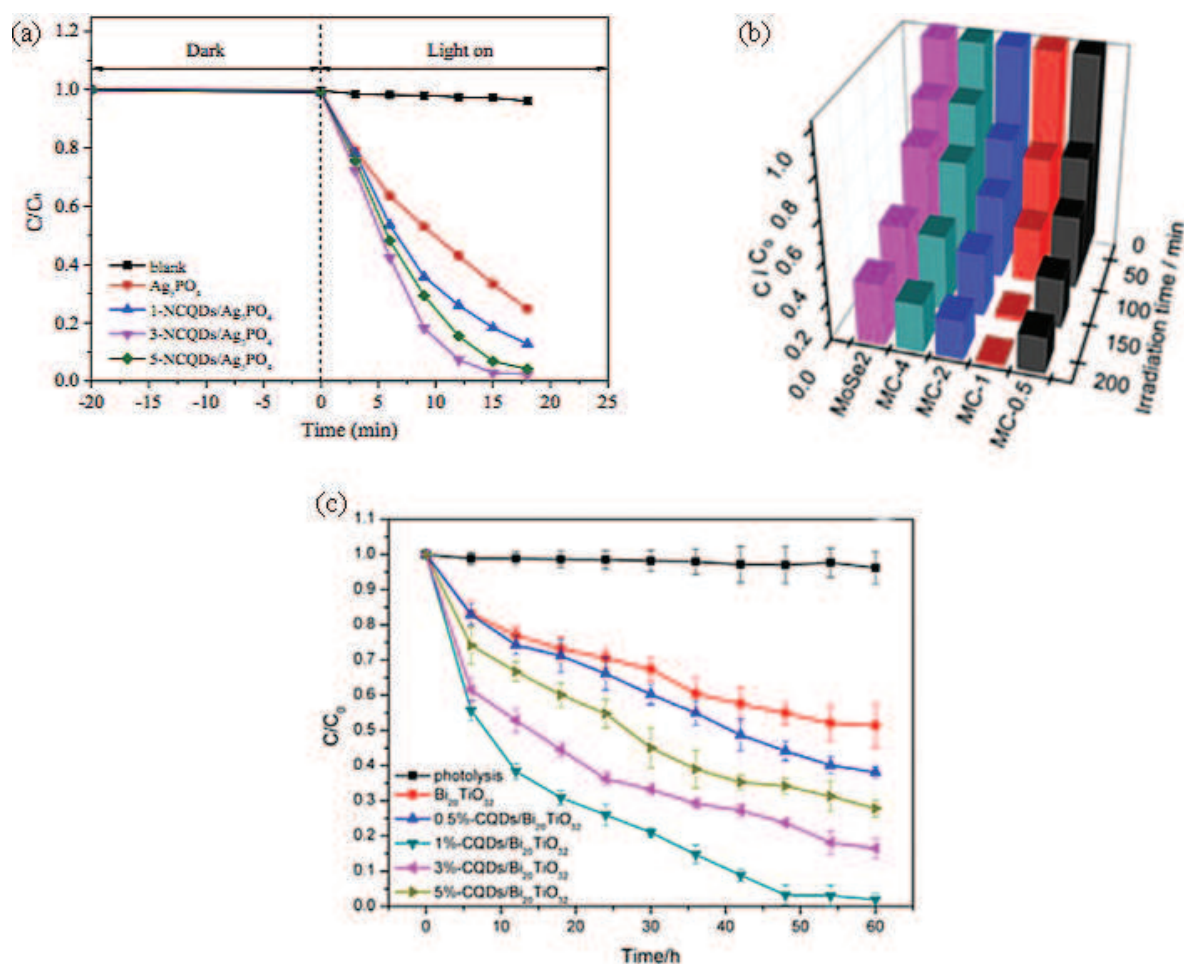 (a)
1.2
1.0
0.8
0.6
0.4
0.2
0.0
C/C₀
Dark
Light on
blank
Ag₃PO₄
1-NCQDs/Ag₃PO₄
3-NCQDs/Ag₃PO₄
5-NCQDs/Ag₃PO₄
-20 -15 -10 -5 0 5 10 15 20 25
Time (min)
(b)
C / C₀
1.0
0.8
0.6
0.4
0.2
0.0
MoSe2
MC-4
MC-2
MC-1
MC-0.5
0
50
100
150
200
Irradiation time / min
(c)
1.1
1.0
0.9
0.8
0.7
0.6
0.5
0.4
0.3
0.2
0.1
0.0
C/C₀
photolysis
Bi₂₀TiO₃₂
0.5%-CQDs/Bi₂₀TiO₃₂
1%-CQDs/Bi₂₀TiO₃₂
3%-CQDs/Bi₂₀TiO₃₂
5%-CQDs/Bi₂₀TiO₃₂
0 10 20 30 40 50 60
Time/h